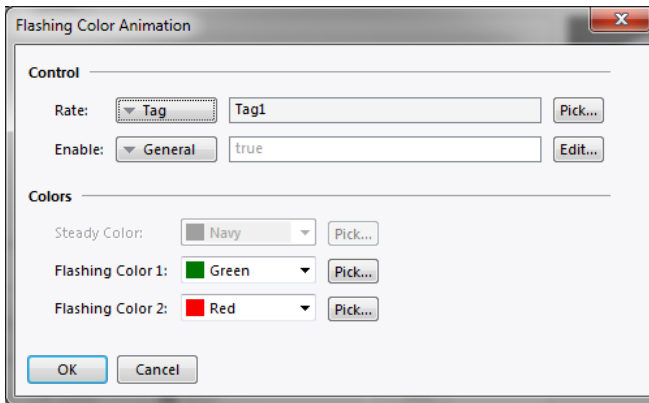 Flashing Color Animation
Control
Rate: Tag Tag1 Pick...
Enable: General true Edit...
Colors
Steady Color: Navy Pick...
Flashing Color 1: Green Pick...
Flashing Color 2: Red Pick...
OK Cancel